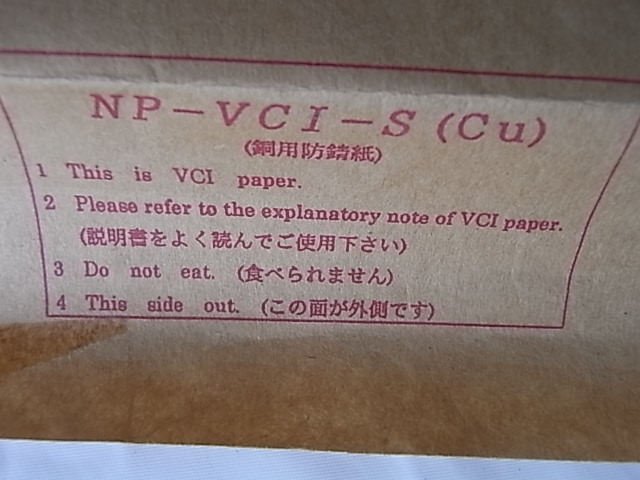 NP-VCI-S (Cu)
(銅用防錆紙)
1 This is VCI paper.
2 Please refer to the explanatory note of VCI paper.
(説明書をよく読んでご使用下さい)
3 Do not eat. (食べられません)
4 This side out. (この面が外側です)